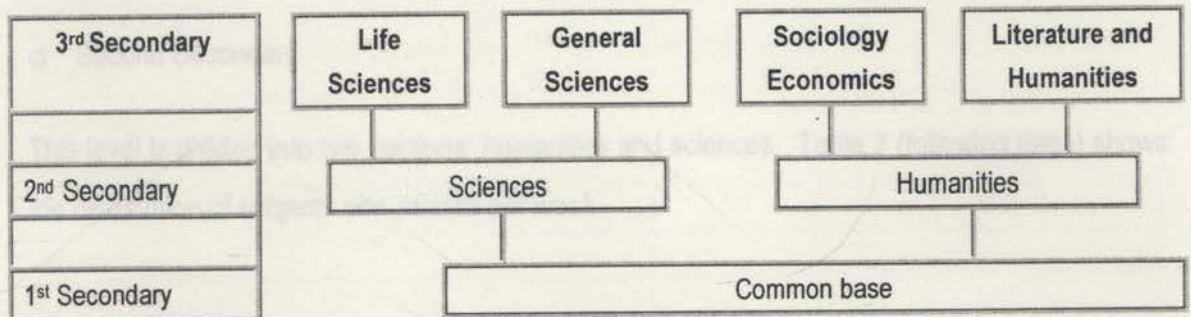 3rd Secondary
Life
Sciences
General
Sciences
Sociology
Economics
Literature and
Humanities
2nd Secondary
Sciences
Humanities
1st Secondary
Common base